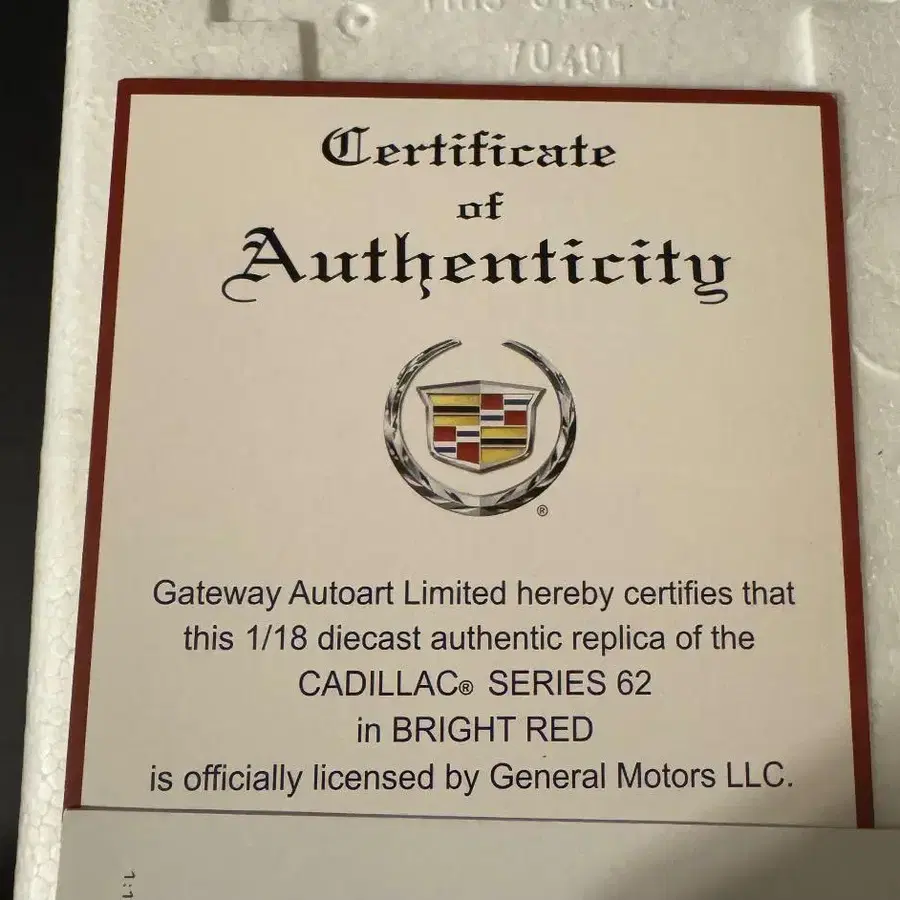 70401
Certificate
of
Authenticity
®
Gateway Autoart Limited hereby certifies that
this 1/18 diecast authentic replica of the
CADILLAC® SERIES 62
in BRIGHT RED
is officially licensed by General Motors LLC.